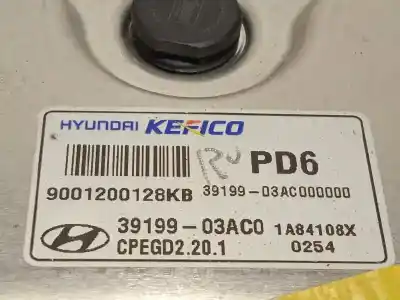 HYUNDAI KEFICO
PD6
9001200128KB
39199-03AC000000
39199-03AC0
1A84108X
CPEGD2.20.1
0254